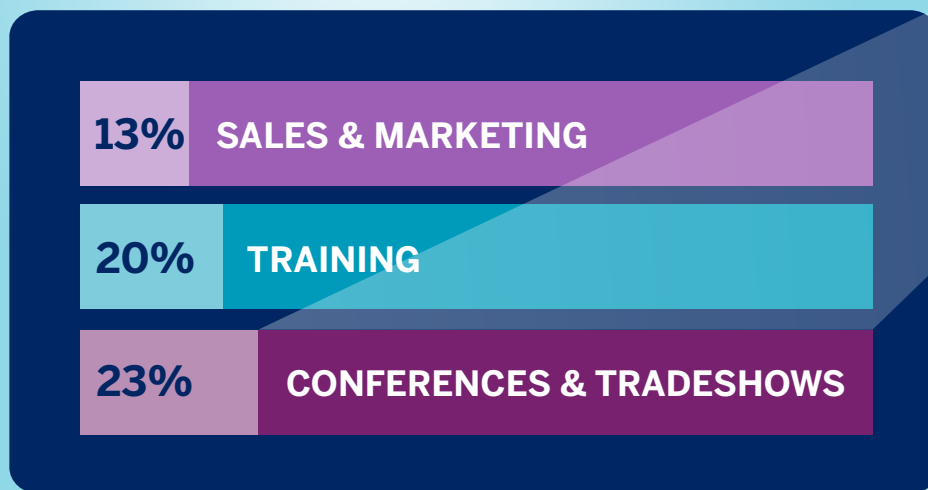 13% SALES & MARKETING
20% TRAINING
23% CONFERENCES & TRADESHOWS